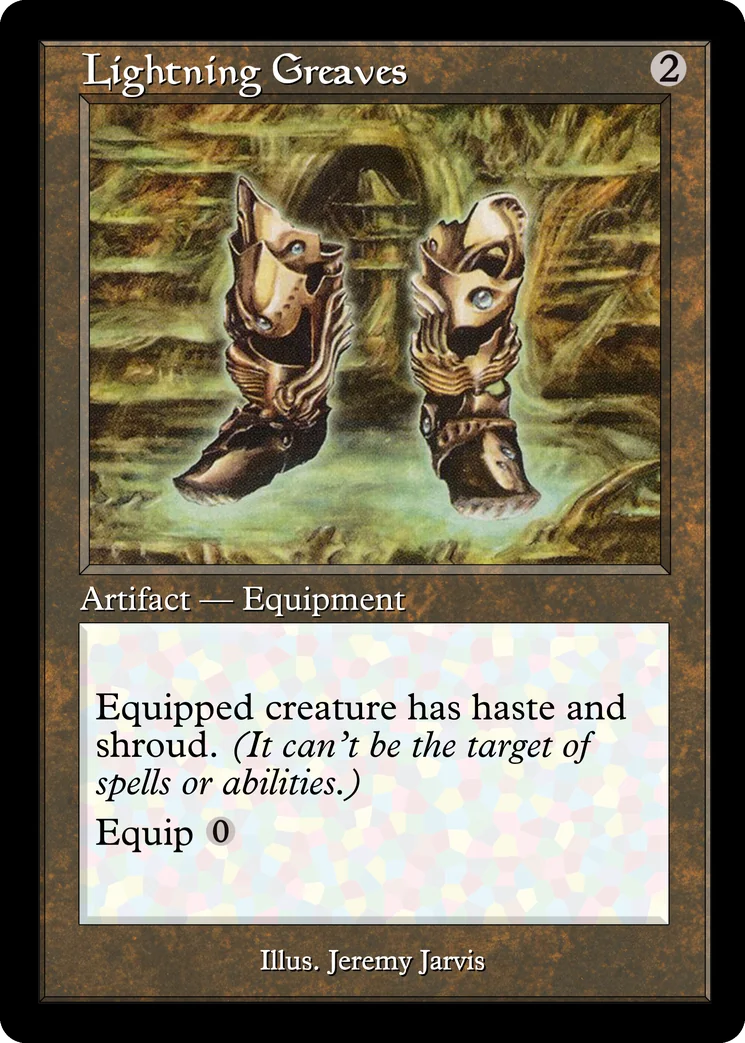 Lightning Greaves 2
Artifact — Equipment
Equipped creature has haste and
shroud. (It can't be the target of
spells or abilities.)
Equip 0
Illus. Jeremy Jarvis